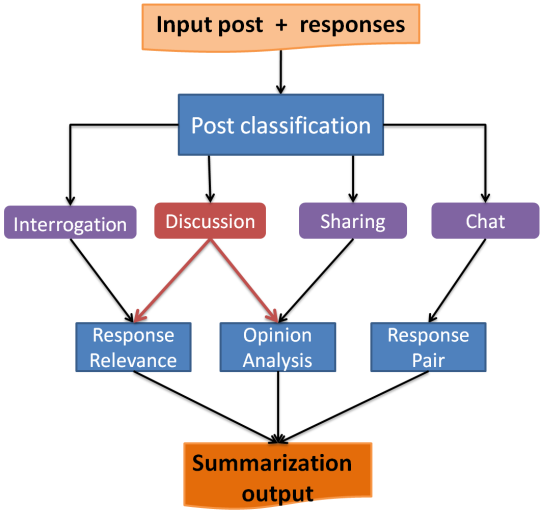 Input post + responses
Post classification
Interrogation
Discussion
Sharing
Chat
Response
Relevance
Opinion
Analysis
Response
Pair
Summarization
output